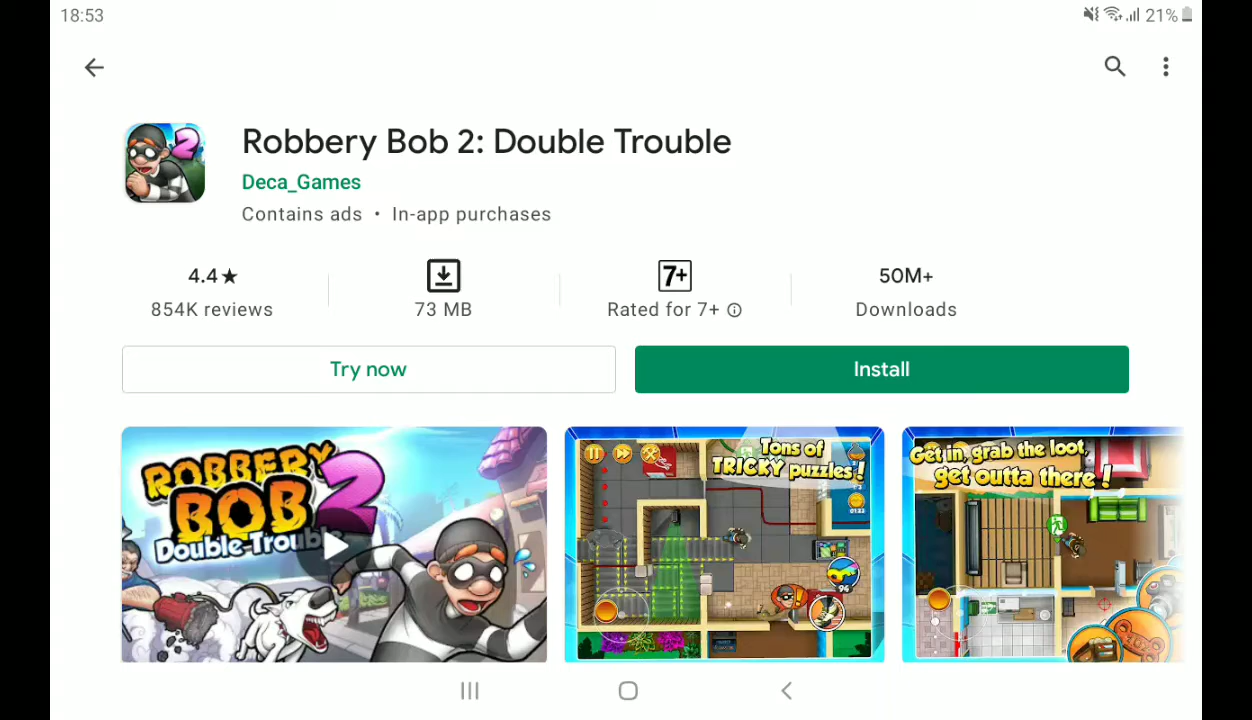 18:53
21%
Robbery Bob 2: Double Trouble
Deca_Games
Contains ads • In-app purchases
4.4★
854K reviews
73 MB
7+
Rated for 7+
50M+
Downloads
Try now
Install
ROBBERY
BOB 2
Double Trouble
Tons of
TRICKY puzzles!
Get in, grab the loot,
get outta there!